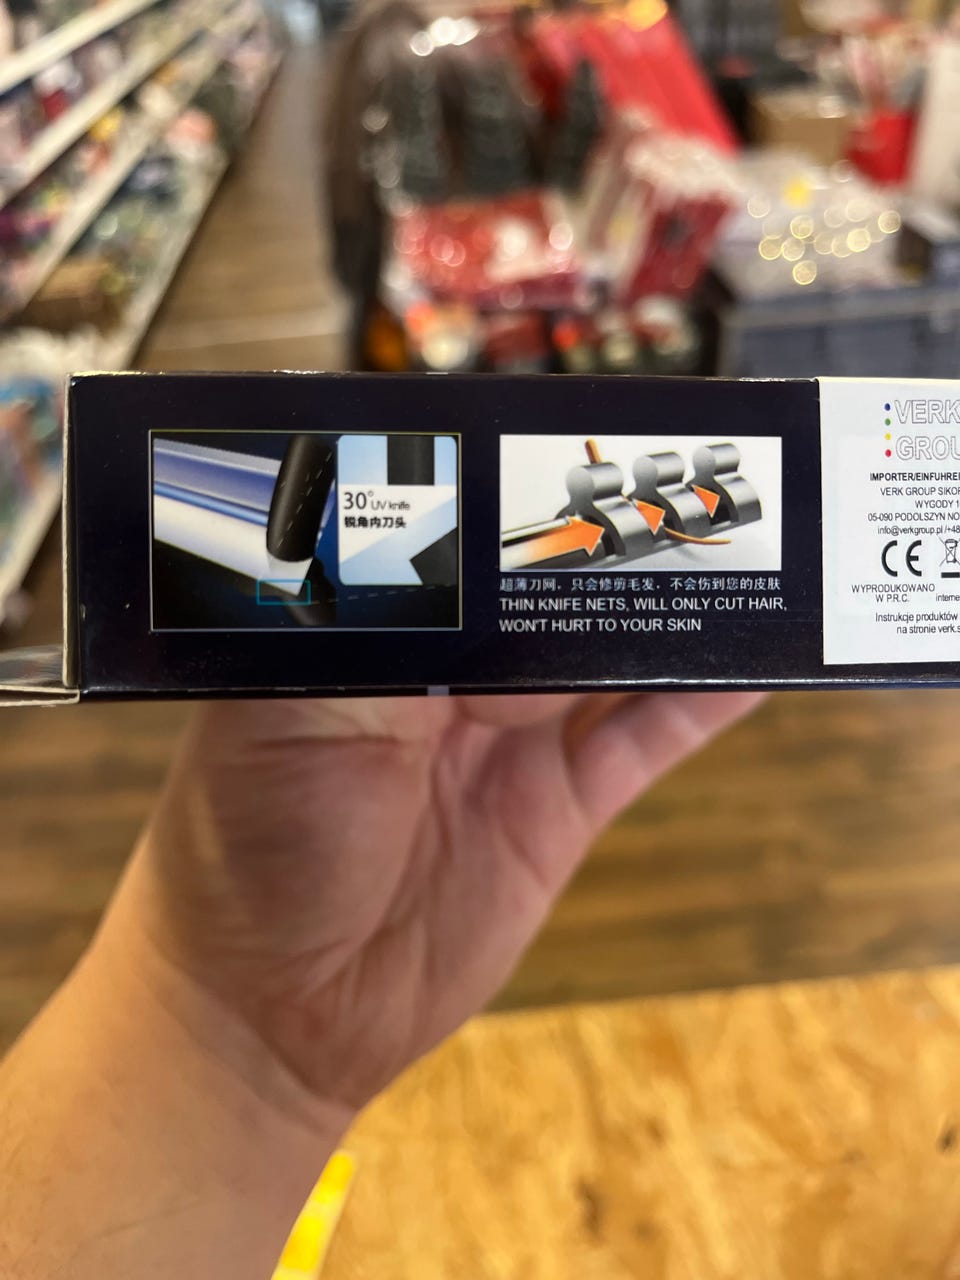 30° UV knife
锐角内刀头
超薄刀网，只会修剪毛发，不会伤到您的皮肤
THIN KNIFE NETS, WILL ONLY CUT HAIR,
WON'T HURT TO YOUR SKIN
VERK
GROU
IMPORTER/EINFUHRE
VERK GROUP SIKOR
WYGODY 1
05-090 PODOLSZYN NO
info@verkgroup.pl /+48
CE
WYPRODUKOWANO
W P.R.C.
interne
Instrukcje produktów
na stronie verk.s